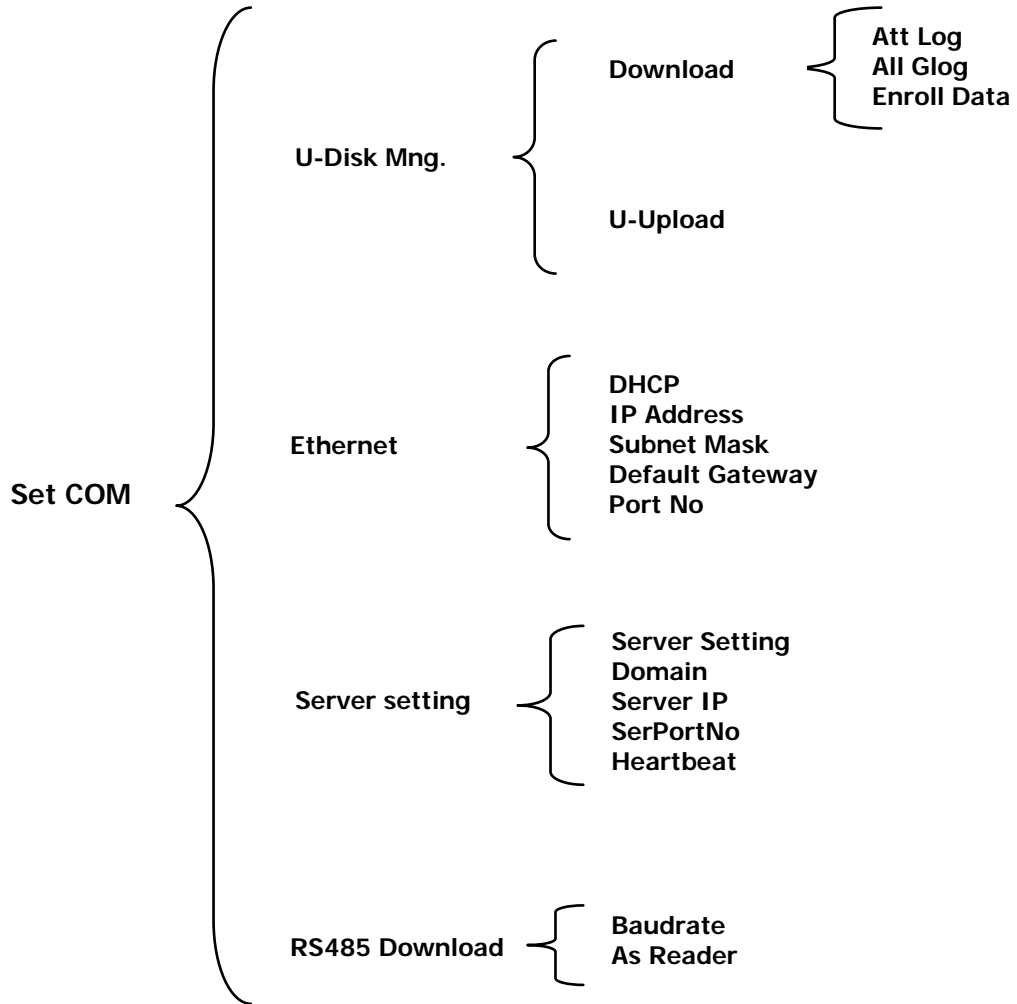 Set COM
U-Disk Mng.
Download
Att Log
All Glog
Enroll Data
U-Upload
Ethernet
DHCP
IP Address
Subnet Mask
Default Gateway
Port No
Server setting
Server Setting
Domain
Server IP
SerPortNo
Heartbeat
RS485 Download
Baudrate
As Reader